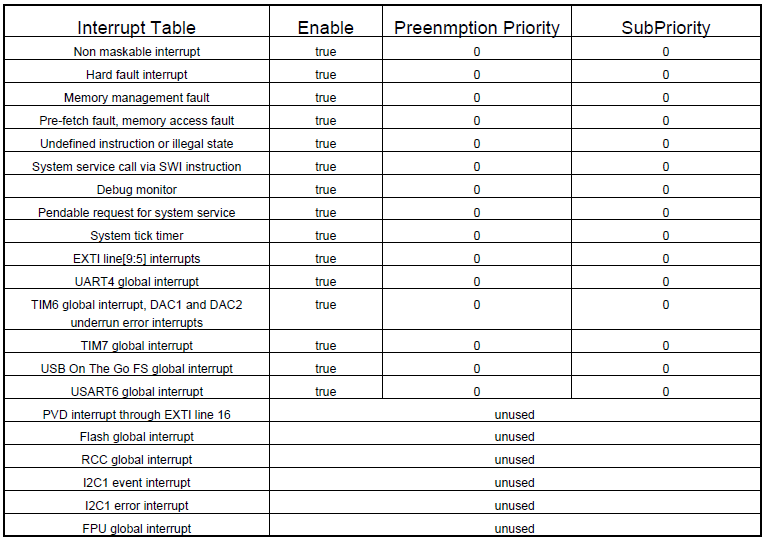 Interrupt Table Enable Preenmption Priority SubPriority
Non maskable interrupt true 0 0
Hard fault interrupt true 0 0
Memory management fault true 0 0
Pre-fetch fault, memory access fault true 0 0
Undefined instruction or illegal state true 0 0
System service call via SWI instruction true 0 0
Debug monitor true 0 0
Pendable request for system service true 0 0
System tick timer true 0 0
EXTI line[9:5] interrupts true 0 0
UART4 global interrupt true 0 0
TIM6 global interrupt, DAC1 and DAC2 true 0 0
underrun error interrupts
TIM7 global interrupt true 0 0
USB On The Go FS global interrupt true 0 0
USART6 global interrupt true 0 0
PVD interrupt through EXTI line 16 unused
Flash global interrupt unused
RCC global interrupt unused
I2C1 event interrupt unused
I2C1 error interrupt unused
FPU global interrupt unused